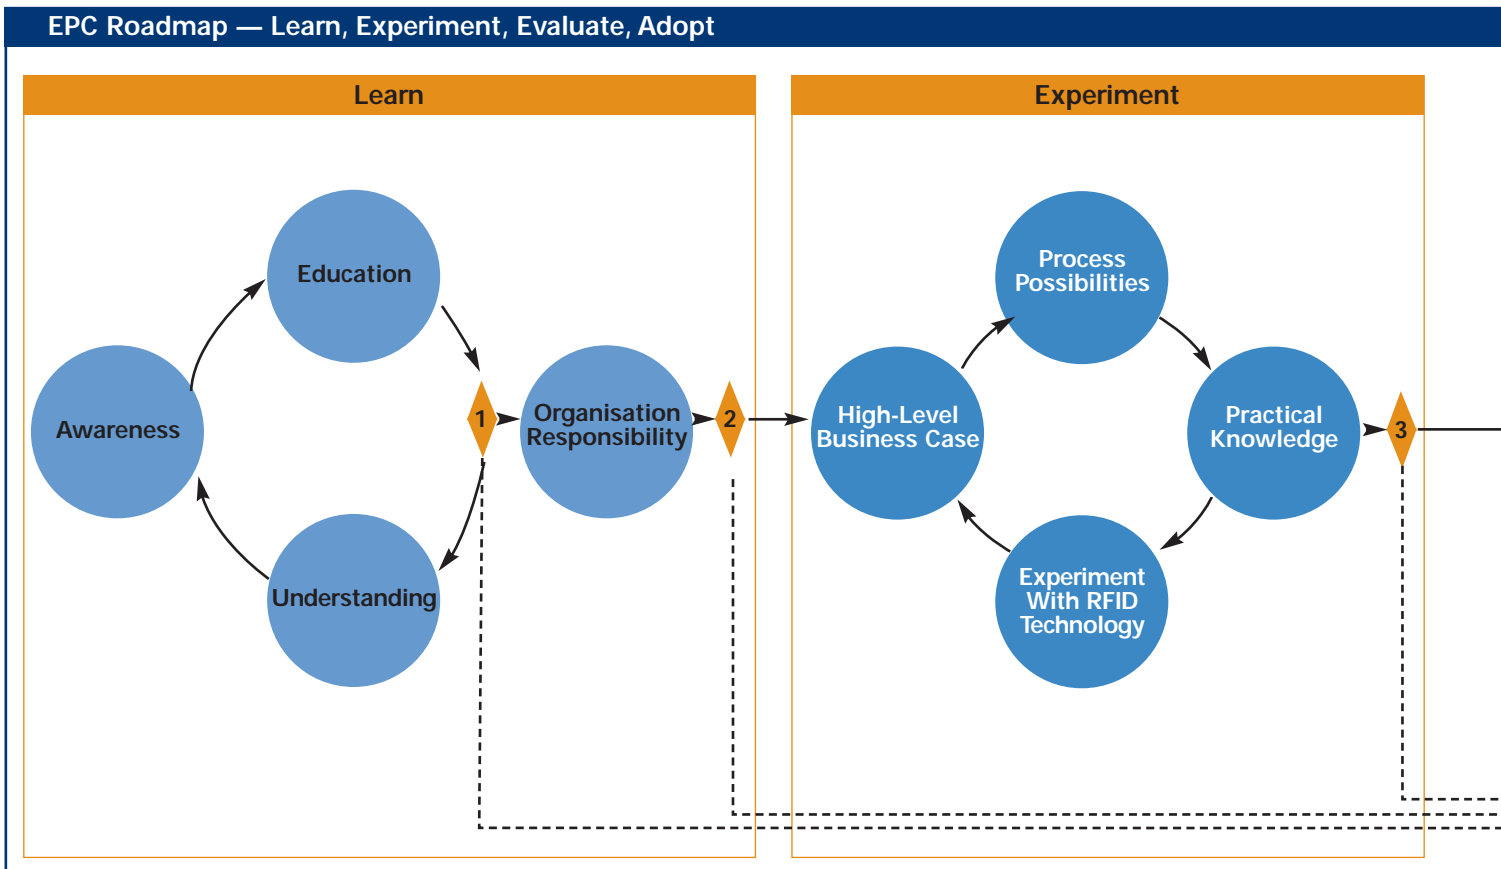 EPC Roadmap — Learn, Experiment, Evaluate, Adopt
Learn
Education
Awareness
1
Organisation
Responsibility
2
Understanding
Experiment
Process
Possibilities
High-Level
Business Case
Practical
Knowledge
3
Experiment
With RFID
Technology